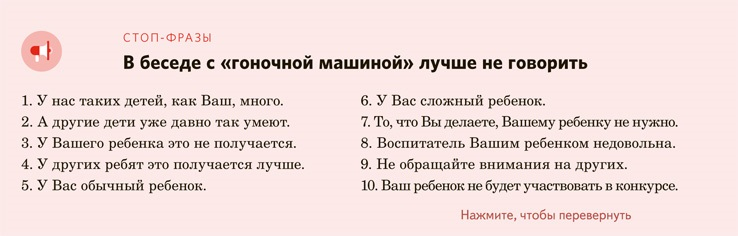 СТОП-ФРАЗЫ
В беседе с «гоночной машиной» лучше не говорить
1. У нас таких детей, как Ваш, много.
2. А другие дети уже давно так умеют.
3. У Вашего ребенка это не получается.
4. У других ребят это получается лучше.
5. У Вас обычный ребенок.
6. У Вас сложный ребенок.
7. То, что Вы делаете, Вашему ребенку не нужно.
8. Воспитатель Вашим ребенком недовольна.
9. Не обращайте внимания на других.
10. Ваш ребенок не будет участвовать в конкурсе.
Нажмите, чтобы перевернуть